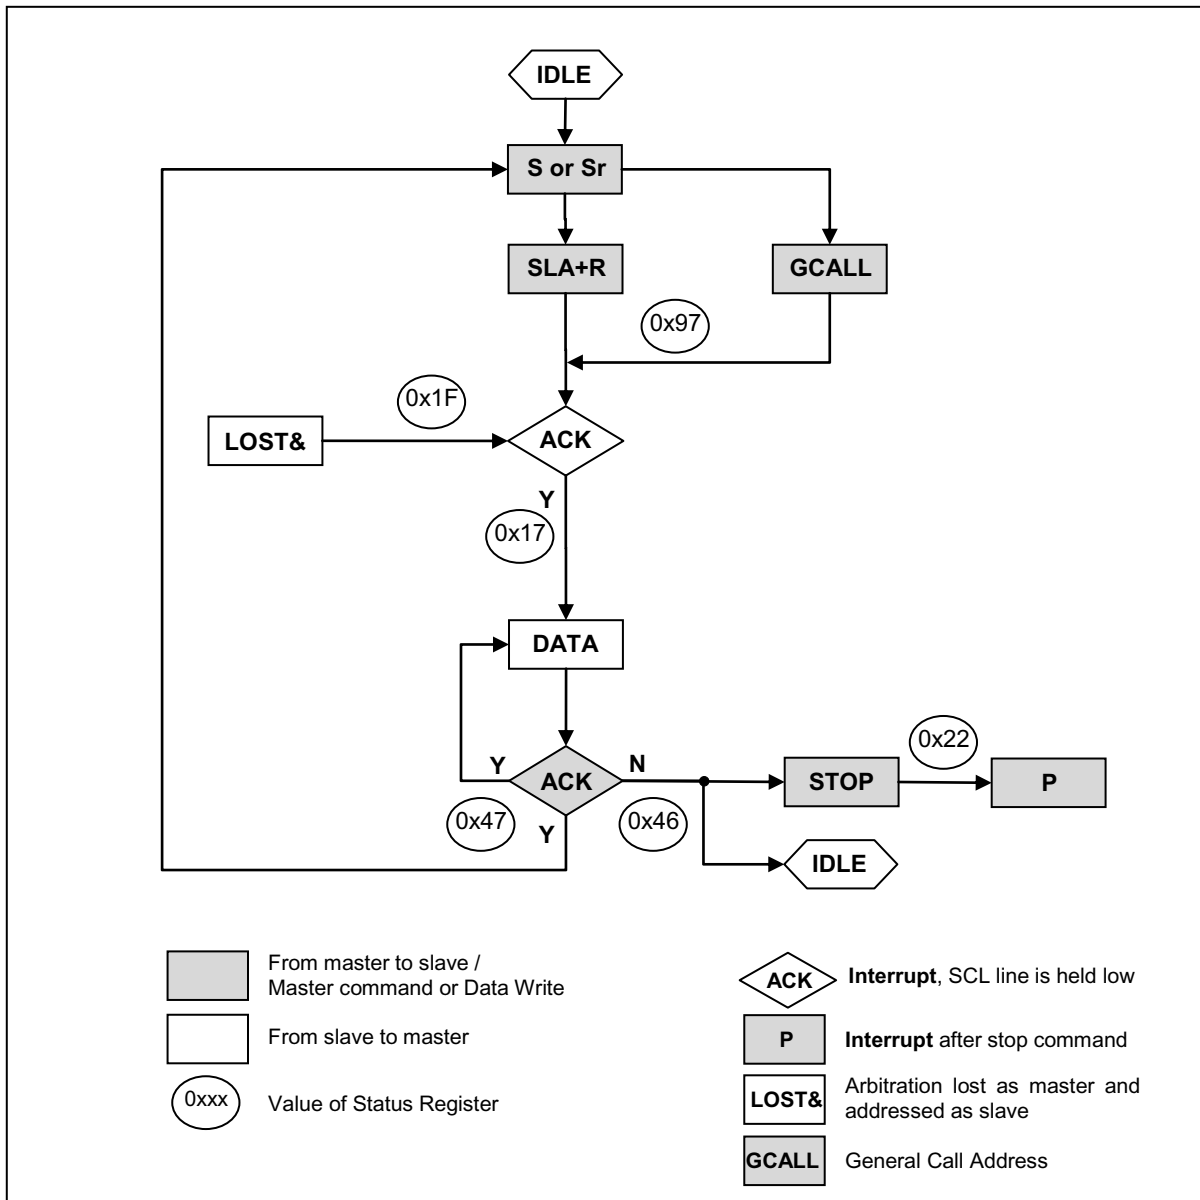 IDLE
S or Sr
SLA+R
GCALL
0x97
0x1F
LOST&
ACK
Y
0x17
DATA
0x22
Y
ACK
N
STOP
P
0x47
Y
0x46
IDLE
From master to slave /
Master command or Data Write
From slave to master
0xxx
Value of Status Register
ACK
Interrupt, SCL line is held low
P
Interrupt after stop command
LOST&
Arbitration lost as master and
addressed as slave
GCALL
General Call Address